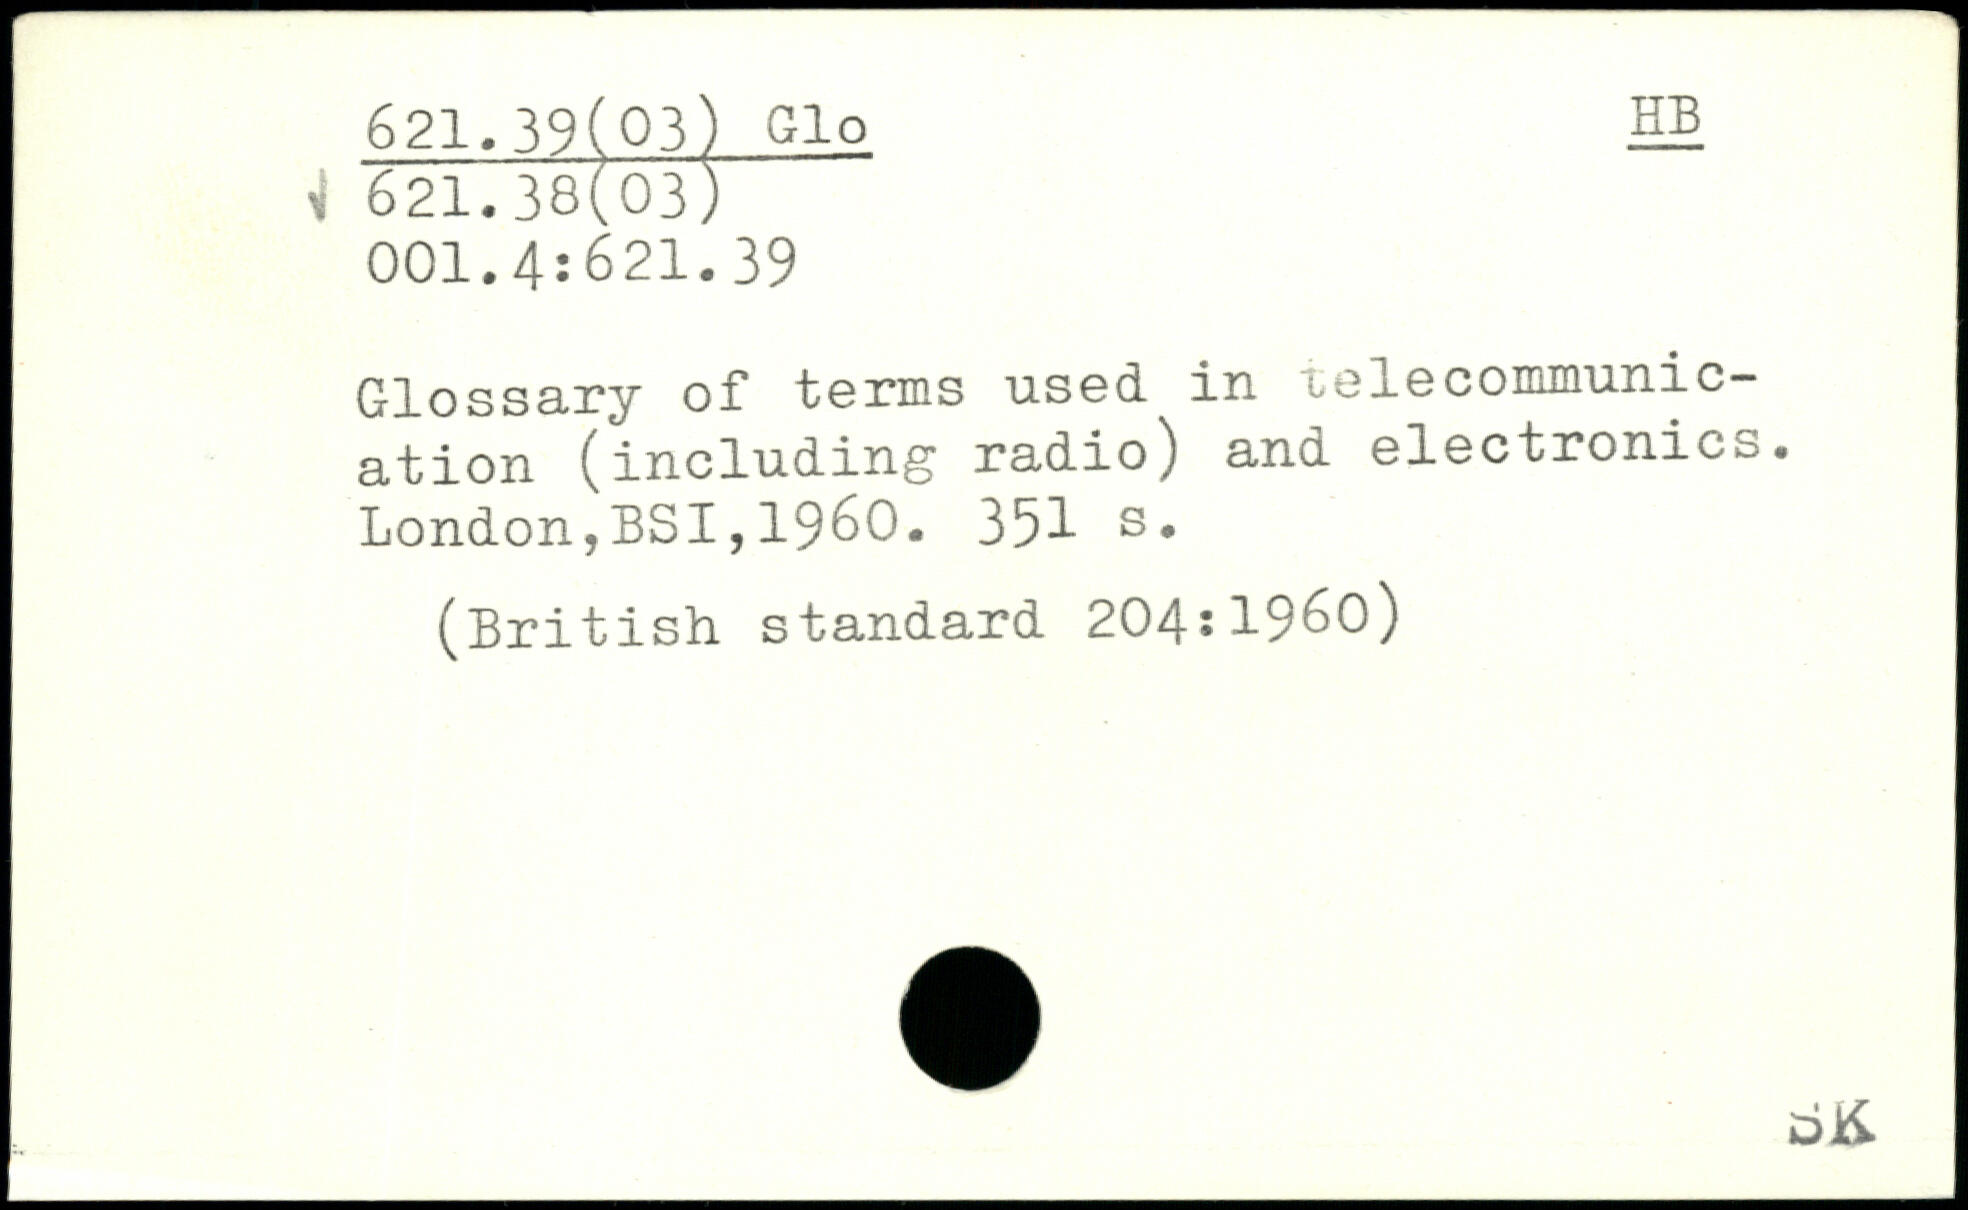 621.39(03) Glo HB
621.38(03)
001.4:621.39
Glossary of terms used in telecommunic-
ation (including radio) and electronics.
London,BSI,1960. 351 s.
(British standard 204:1960)
SK